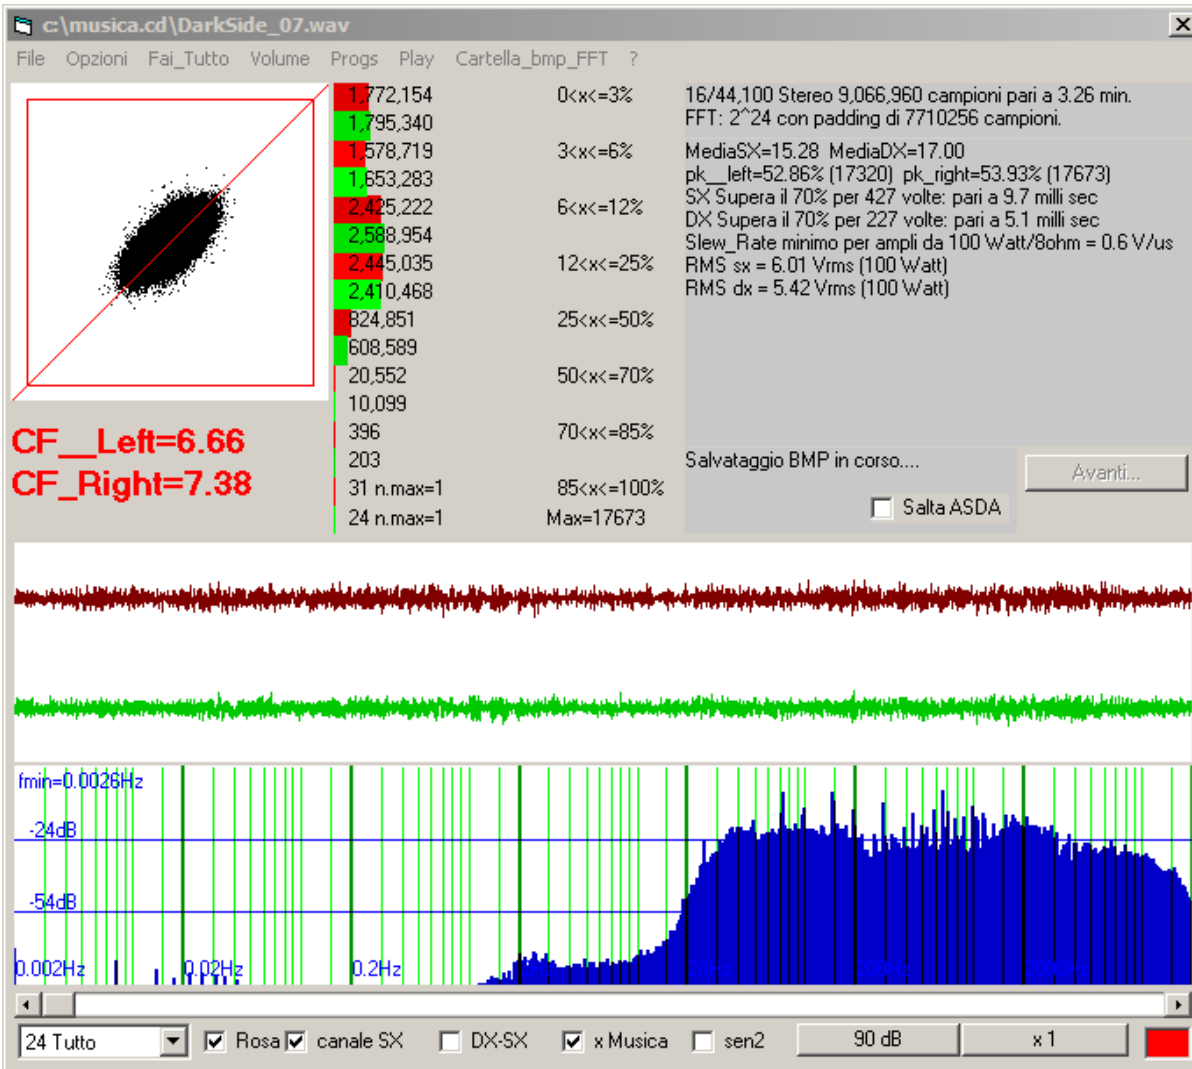 c:\musica.cd\DarkSide_07.wav
File Opzioni Fai_Tutto Volume Progs Play Cartella_bmp_FFT ?
1,772,154 0<x<=3%
1,795,340
1,578,719 3<x<=6%
1,653,283
2,425,222 6<x<=12%
2,588,954
2,445,035 12<x<=25%
2,410,468
824,851 25<x<=50%
608,589
20,552 50<x<=70%
10,099
396 70<x<=85%
203
31 n.max=1 85<x<=100%
24 n.max=1 Max=17673
16/44,100 Stereo 9,066,960 campioni pari a 3.26 min.
FFT: 2^24 con padding di 7710256 campioni.
MediaSX=15.28 MediaDX=17.00
pk__left=52.86% (17320) pk_right=53.93% (17673)
SX Supera il 70% per 427 volte: pari a 9.7 milli sec
DX Supera il 70% per 227 volte: pari a 5.1 milli sec
Slew_Rate minimo per ampli da 100 Watt/8ohm = 0.6 V/us
RMS sx = 6.01 Vrms (100 Watt)
RMS dx = 5.42 Vrms (100 Watt)
CF__Left=6.66
CF_Right=7.38
Salvataggio BMP in corso....
Avanti...
Salta ASDA
fmin=0.0026Hz
-24dB
-54dB
0.002Hz 0.02Hz 0.2Hz 20Hz 200Hz 2000Hz
24 Tutto Rosa canale SX DX-SX x Musica sen2 90 dB x 1